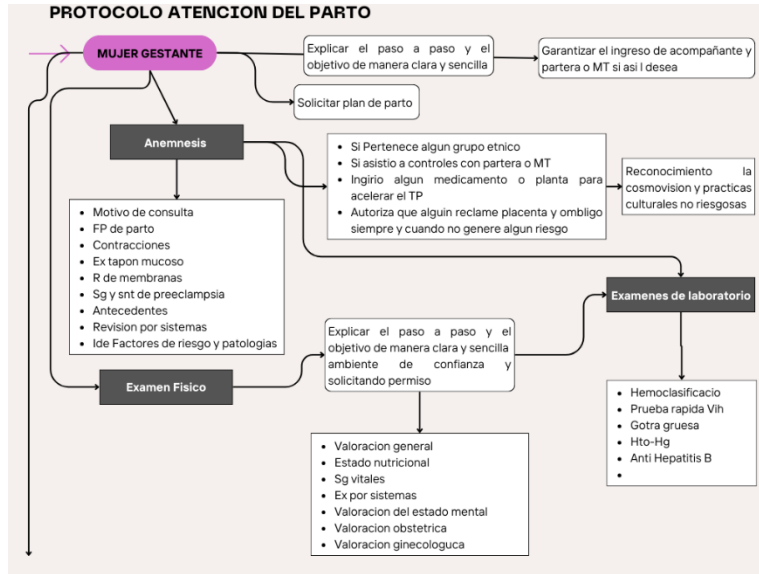 PROTOCOLO ATENCION DEL PARTO
MUJER GESTANTE
Explicar el paso a paso y el
objetivo de manera clara y sencilla
Garantizar el ingreso de acompañante y
partera o MT si asi l desea
Solicitar plan de parto
Anemnesis
Si Pertenece algun grupo etnico
Si asistio a controles con partera o MT
Ingirio algun medicamento o planta para
acelerar el TP
Autoriza que alguin reclame placenta y ombligo
siempre y cuando no genere algun riesgo
Reconocimiento la
cosmovision y practicas
culturales no riesgosas
Motivo de consulta
FP de parto
Contracciones
Ex tapon mucoso
R de membranas
Sg y snt de preeclampsia
Antecedentes
Revision por sistemas
Ide Factores de riesgo y patologias
Examenes de laboratorio
Explicar el paso a paso y el
objetivo de manera clara y sencilla
ambiente de confianza y
solicitando permiso
Examen Fisico
Hemoclasificacio
Prueba rapida Vih
Gotra gruesa
Hto-Hg
Anti Hepatitis B
Valoracion general
Estado nutricional
Sg vitales
Ex por sistemas
Valoracion del estado mental
Valoracion obstetrica
Valoracion ginecologuca